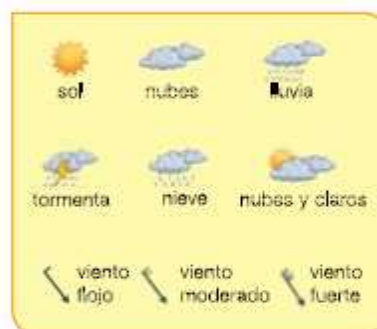 sol nubes lluvia
tormenta nieve nubes y claros
viento flojo viento moderado viento fuerte